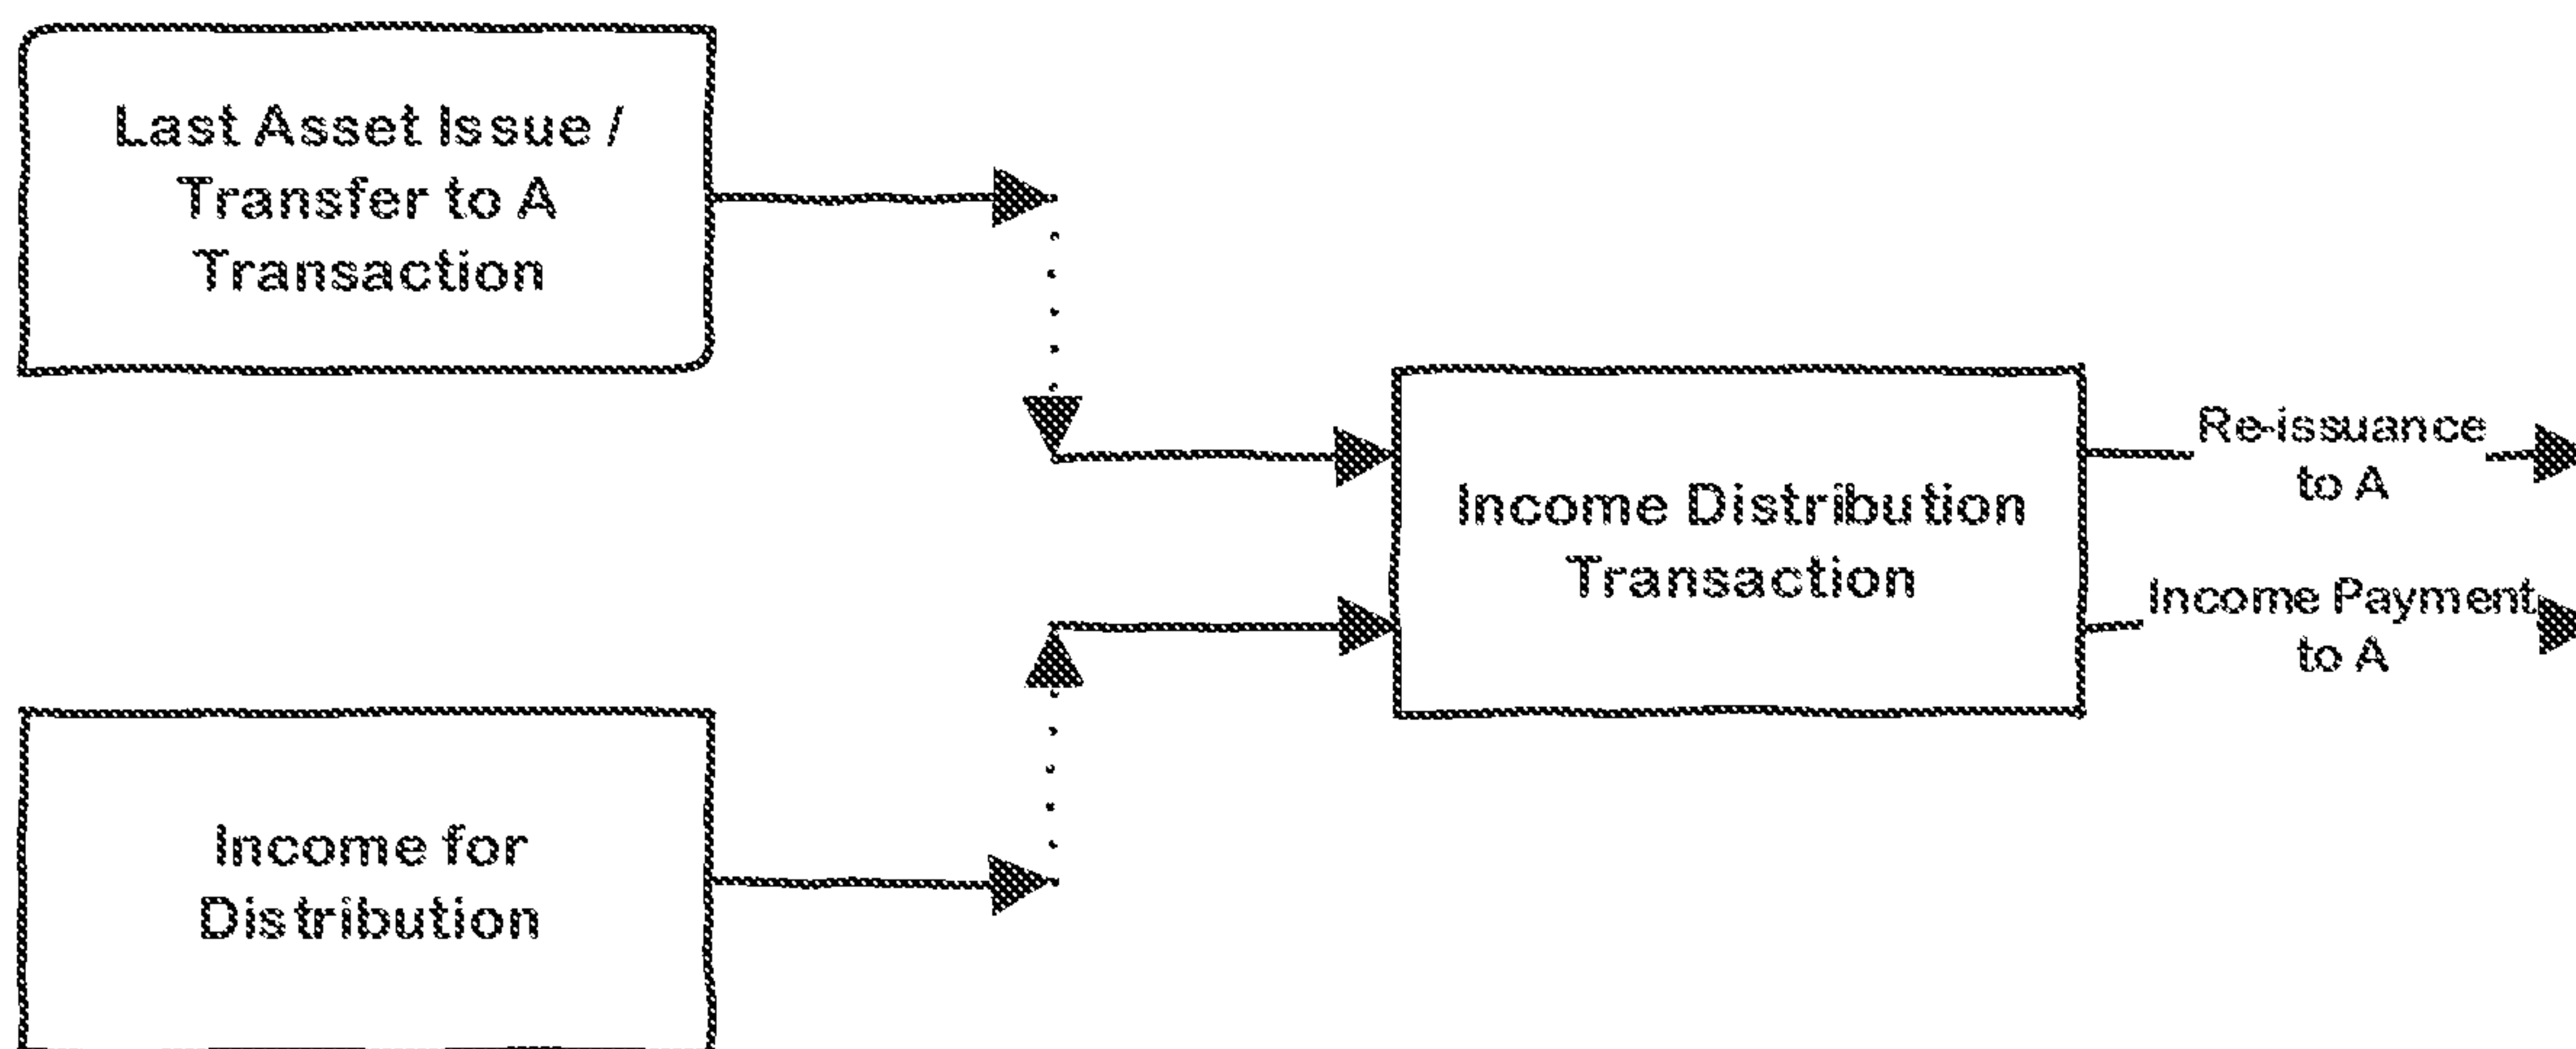 Last Asset Issue /
Transfer to A
Transaction
Income Distribution
Transaction
Re-issuance
to A
Income Payment
to A
Income for
Distribution